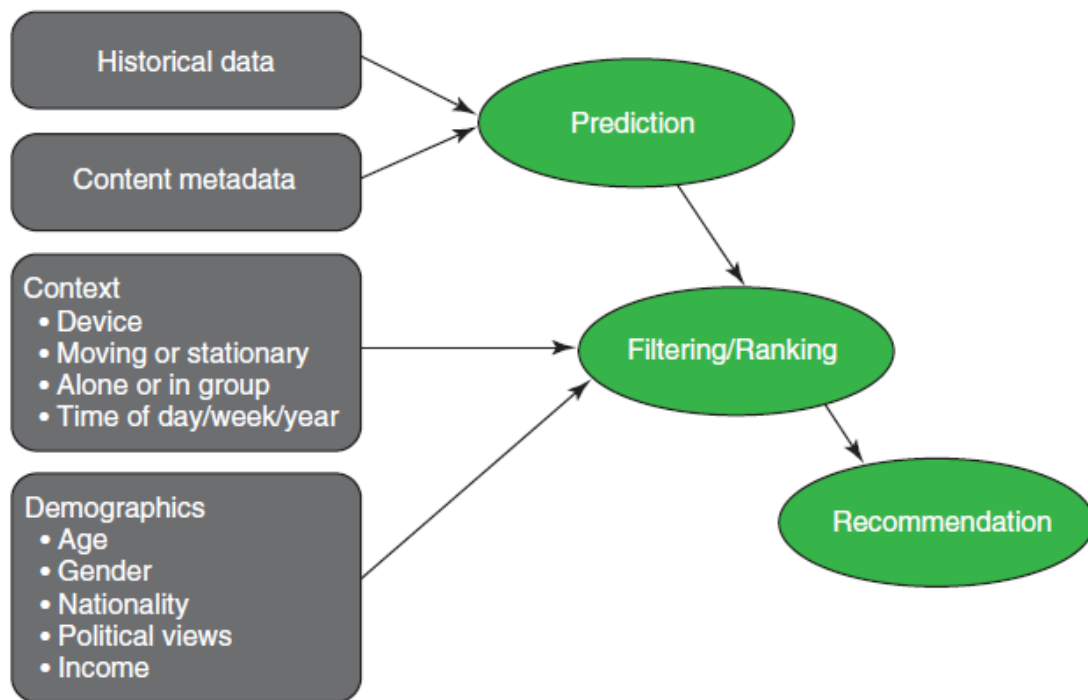 Historical data
Prediction
Content metadata
Context
• Device
• Moving or stationary
• Alone or in group
• Time of day/week/year
Filtering/Ranking
Demographics
• Age
• Gender
• Nationality
• Political views
• Income
Recommendation